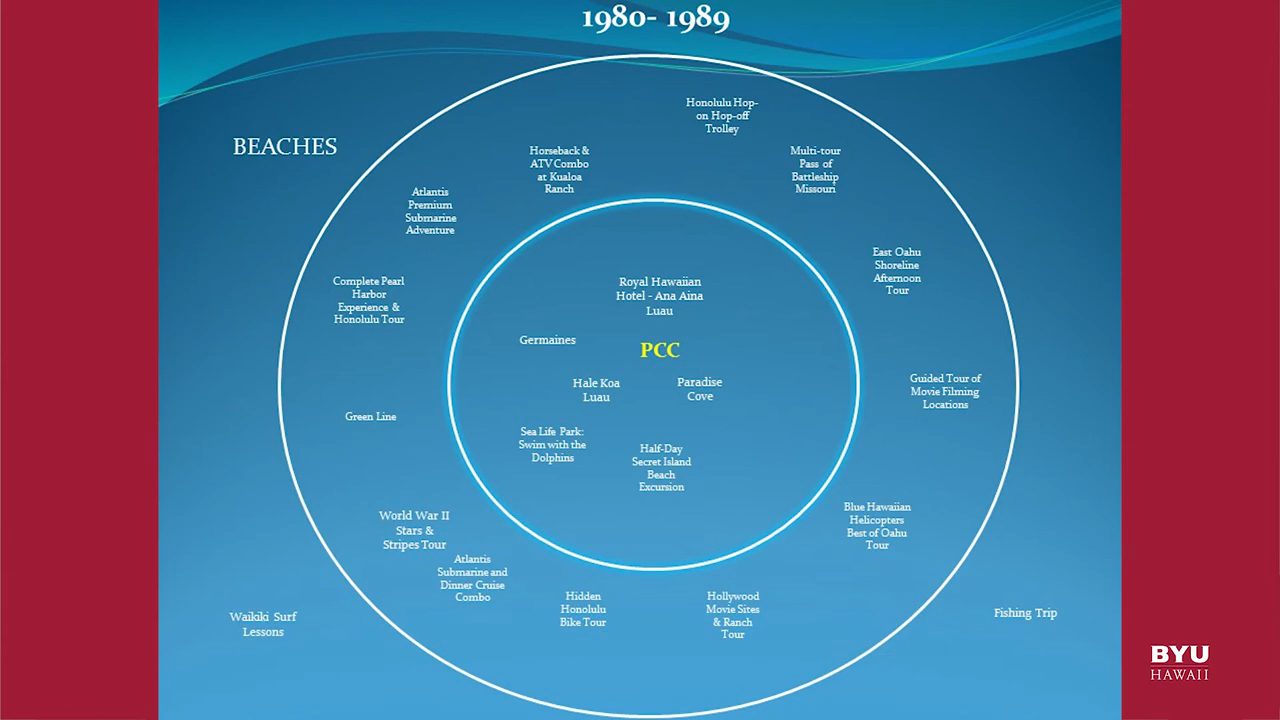 1980- 1989
Honolulu Hop-
on Hop-off
Trolley
BEACHES
Horseback &
ATV Combo
at Kualoa
Ranch
Multi-tour
Pass of
Battleship
Missouri
Atlantis
Premium
Submarine
Adventure
East Oahu
Shoreline
Afternoon
Tour
Complete Pearl
Harbor
Experience &
Honolulu Tour
Royal Hawaiian
Hotel - Ana Aina
Luau
Germaines
PCC
Hale Koa
Luau
Paradise
Cove
Guided Tour of
Movie Filming
Locations
Green Line
Sea Life Park:
Swim with the
Dolphins
Half-Day
Secret Island
Beach
Excursion
World War II
Stars &
Stripes Tour
Blue Hawaiian
Helicopters
Best of Oahu
Tour
Atlantis
Submarine and
Dinner Cruise
Combo
Hidden
Honolulu
Bike Tour
Hollywood
Movie Sites
& Ranch
Tour
Waikiki Surf
Lessons
Fishing Trip
BYU
HAWAII